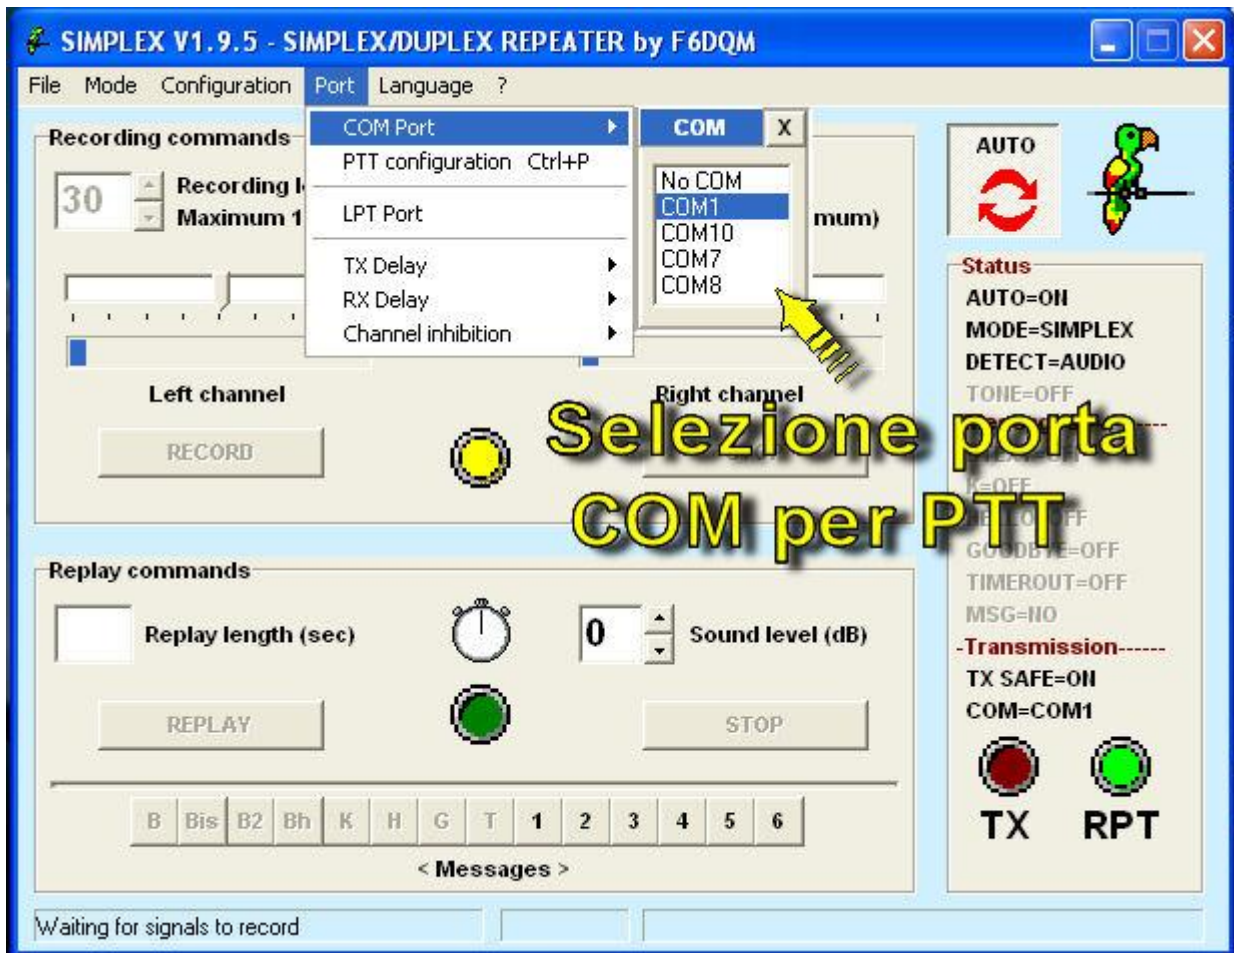 SIMPLEX V1.9.5 - SIMPLEX/DUPLEX REPEATER by F6DQM
File Mode Configuration Port Language ?
Recording commands
30
Recording
Maximum 1
COM Port
PTT configuration Ctrl+P
LPT Port
TX Delay
RX Delay
Channel inhibition
COM X
No COM
COM1
COM10
COM7
COM8
Left channel
Right channel
RECORD
Selezione porta
COM per PTT
Replay commands
Replay length (sec)
0
Sound level (dB)
REPLAY
STOP
B Bis B2 Bh K H G T 1 2 3 4 5 6
< Messages >
AUTO
Status
AUTO=ON
MODE=SIMPLEX
DETECT=AUDIO
TONE=OFF
K=OFF
GOODBYE=OFF
TIMEROUT=OFF
MSG=NO
-Transmission------
TX SAFE=ON
COM=COM1
TX RPT
Waiting for signals to record